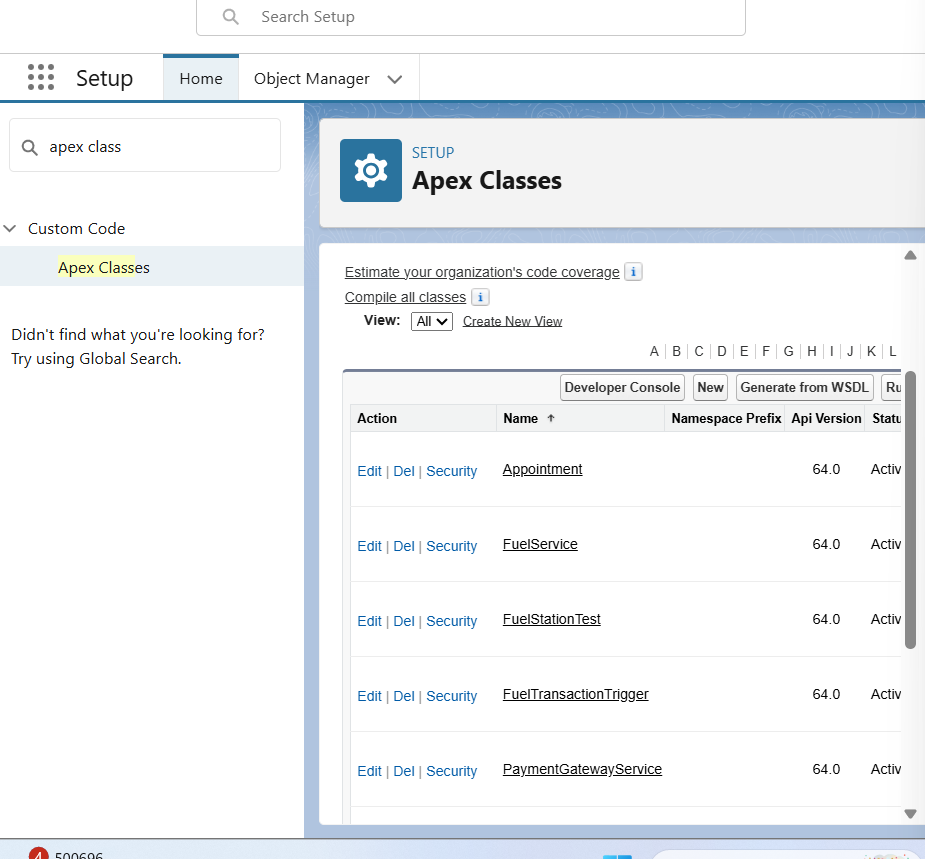 Search Setup
Setup
Home
Object Manager
apex class
Custom Code
Apex Classes
Didn't find what you're looking for?
Try using Global Search.
SETUP
Apex Classes
Estimate your organization's code coverage i
Compile all classes i
View: All Create New View
A | B | C | D | E | F | G | H | I | J | K | L
Developer Console New Generate from WSDL Ru
Action Name ↑ Namespace Prefix Api Version Statu
Edit | Del | Security Appointment 64.0 Activ
Edit | Del | Security FuelService 64.0 Activ
Edit | Del | Security FuelStationTest 64.0 Activ
Edit | Del | Security FuelTransactionTrigger 64.0 Activ
Edit | Del | Security PaymentGatewayService 64.0 Activ
4 500696